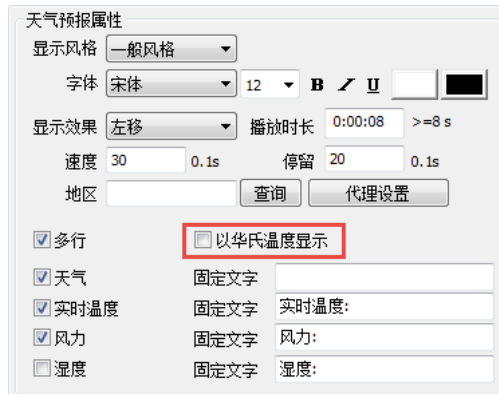 天气预报属性
显示风格 一般风格
字体 宋体 12 B I U
显示效果 左移 播放时长 0:00:08 >=8 s
速度 30 0.1s 停留 20 0.1s
地区 查询 代理设置
多行 以华氏温度显示
天气 固定文字
实时温度 固定文字 实时温度:
风力 固定文字 风力:
湿度 固定文字 湿度: